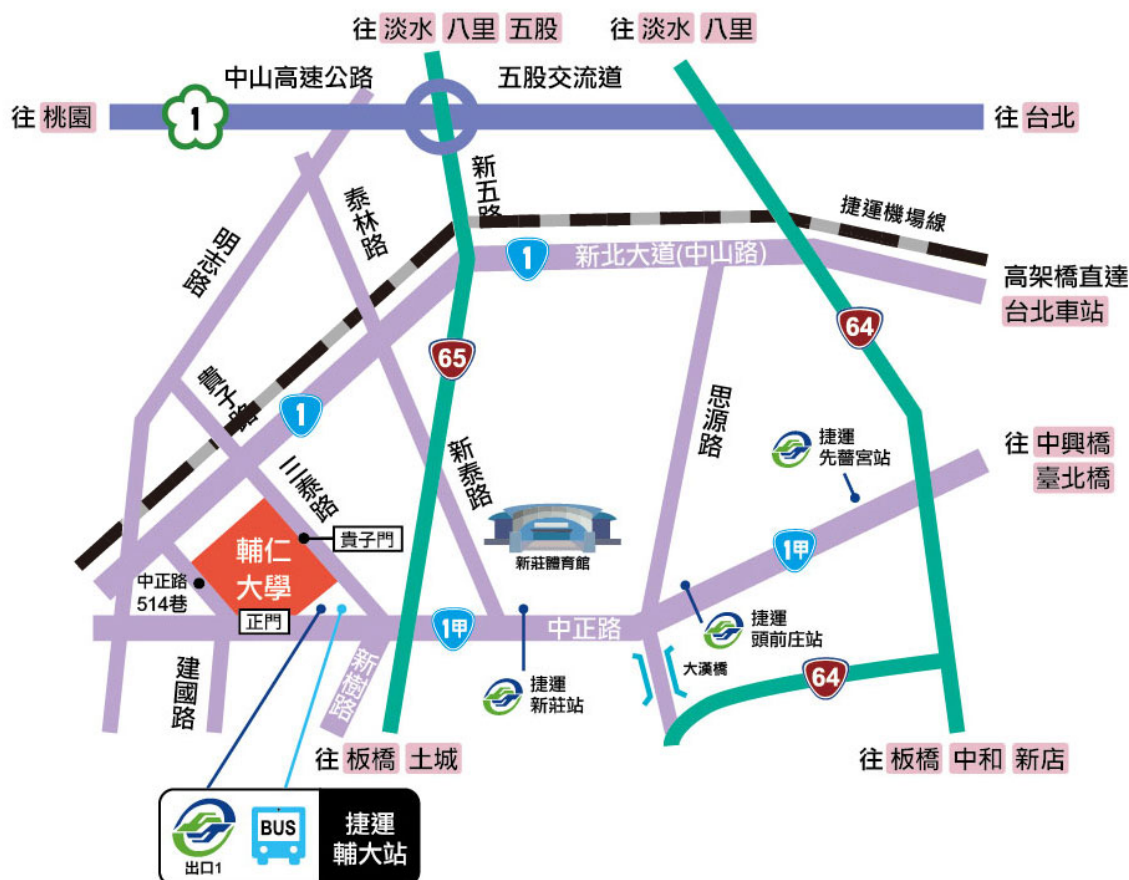 往 淡水 八里 五股
往 淡水 八里
中山高速公路
五股交流道
往 桃園
1
往 台北
新五路
泰林路
明志路
捷運機場線
1
新北大道(中山路)
高架橋直達
台北車站
65
64
貴子路
1
思源路
新泰路
捷運
先嗇宮站
往 中興橋
臺北橋
三泰路
輔仁
大學
貴子門
新莊體育館
1甲
中正路
514巷
正門
1甲
中正路
捷運
頭前庄站
建國路
新樹路
捷運
新莊站
大漢橋
64
往 板橋 土城
往 板橋 中和 新店
出口1
BUS
捷運
輔大站